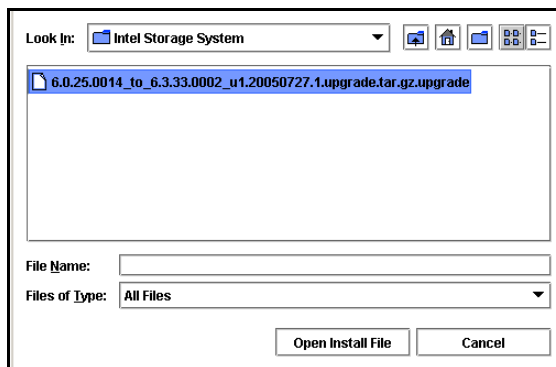 Look In: Intel Storage System
6.0.25.0014_to_6.3.33.0002_u1.20050727.1.upgrade.tar.gz.upgrade
File Name:
Files of Type: All Files
Open Install File Cancel